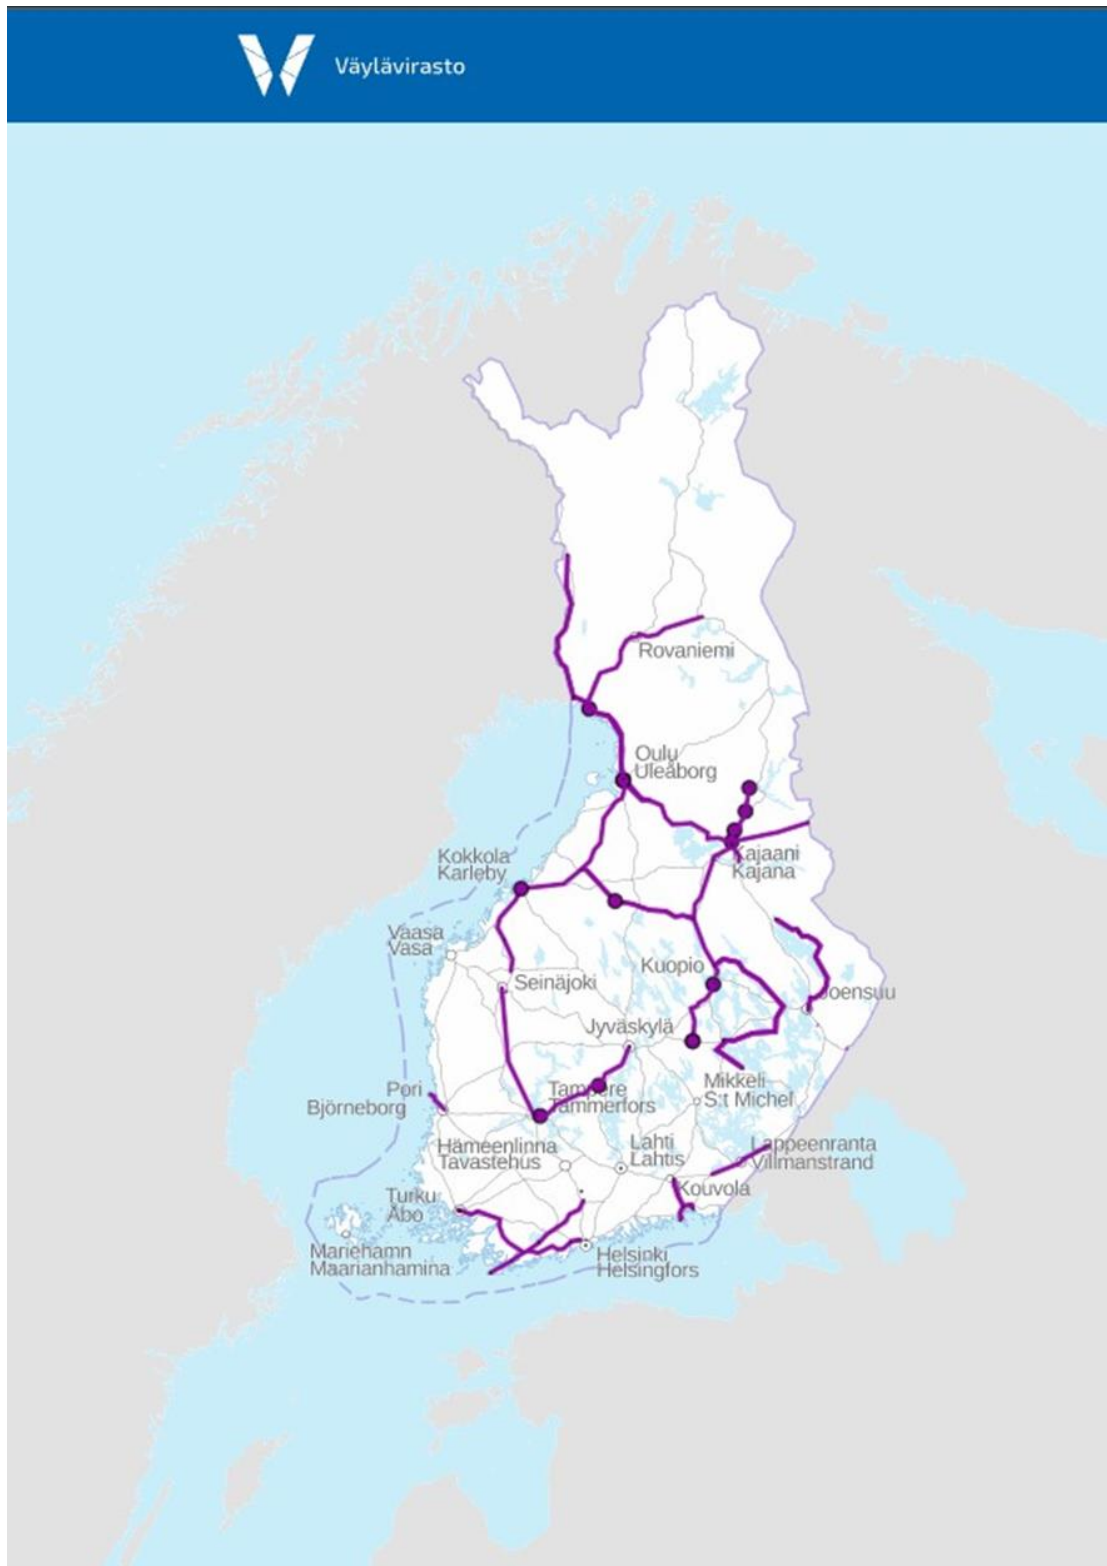 Väylävirasto
Rovaniemi
Oulu
Uleåborg
Kajaani
Kajana
Kokkola
Karleby
Vaasa
Vasa
Kuopio
Seinäjoki
Joensuu
Jyväskylä
Mikkeli
S:t Michel
Tampere
Tammerfors
Pori
Björneborg
Hämeenlinna
Tavastehus
Lahti
Lahtis
Lappeenranta
Villmanstrand
Kouvola
Turku
Åbo
Mariehamn
Maarianhamina
Helsinki
Helsingfors